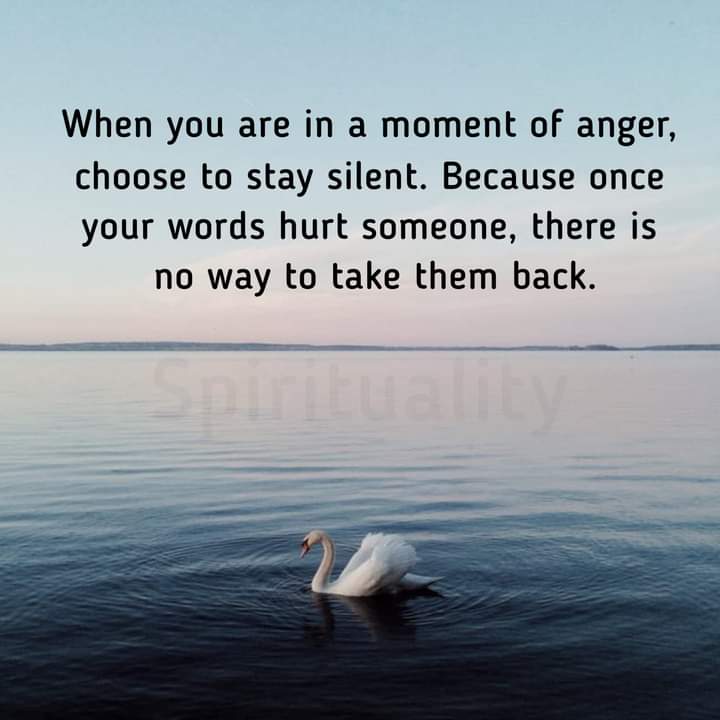 When you are in a moment of anger,
choose to stay silent. Because once
your words hurt someone, there is
no way to take them back.
Spirituality